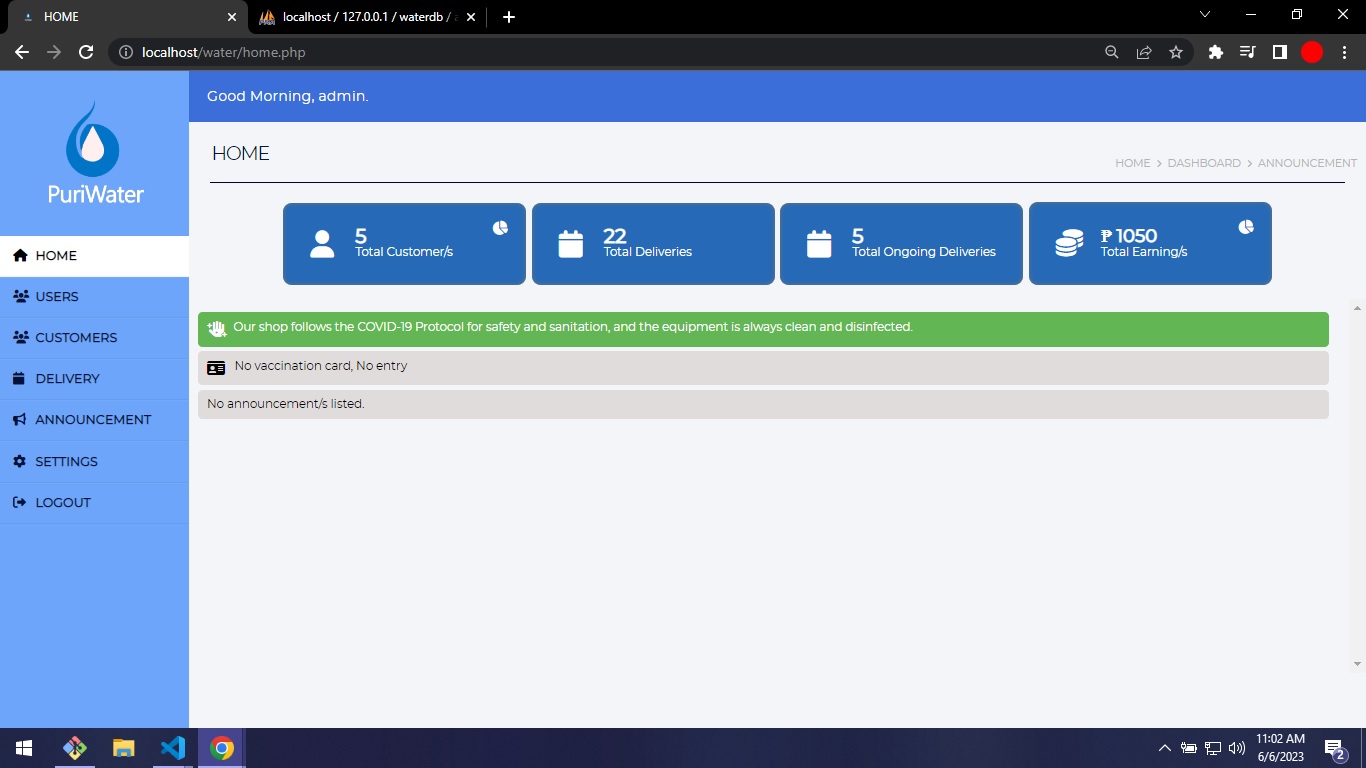 HOME
localhost / 127.0.0.1 / waterdb /
localhost/water/home.php
PuriWater
Good Morning, admin.
HOME
HOME > DASHBOARD > ANNOUNCEMENT
5
Total Customer/s
22
Total Deliveries
5
Total Ongoing Deliveries
₱ 1050
Total Earning/s
HOME
USERS
CUSTOMERS
DELIVERY
ANNOUNCEMENT
SETTINGS
LOGOUT
Our shop follows the COVID-19 Protocol for safety and sanitation, and the equipment is always clean and disinfected.
No vaccination card, No entry
No announcement/s listed.
11:02 AM
6/6/2023
2